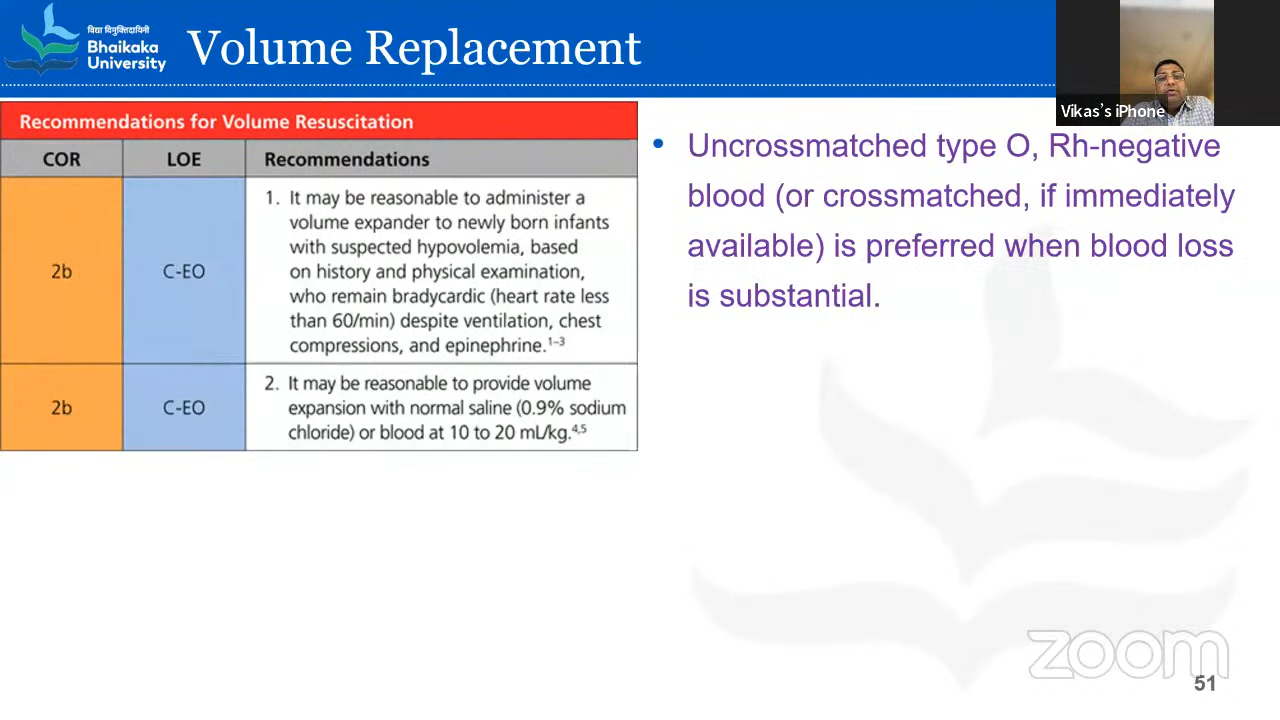 विद्या विमुक्तिदायिनी
Bhaikaka
University
Volume Replacement
Vikas's iPhone
Recommendations for Volume Resuscitation
COR LOE Recommendations
2b C-EO
1. It may be reasonable to administer a
volume expander to newly born infants
with suspected hypovolemia, based
on history and physical examination,
who remain bradycardic (heart rate less
than 60/min) despite ventilation, chest
compressions, and epinephrine.1–3
2b C-EO
2. It may be reasonable to provide volume
expansion with normal saline (0.9% sodium
chloride) or blood at 10 to 20 mL/kg.4,5
• Uncrossmatched type O, Rh-negative
blood (or crossmatched, if immediately
available) is preferred when blood loss
is substantial.
zoom
51